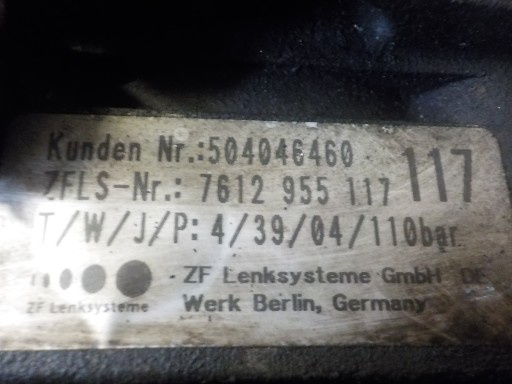 Kunden Nr.:504046460
ZFLS-Nr.: 7612 955 117 117
T/W/J/P: 4/39/04/110bar
ZF Lenksysteme GmbH DE
ZF Lenksysteme Werk Berlin, Germany